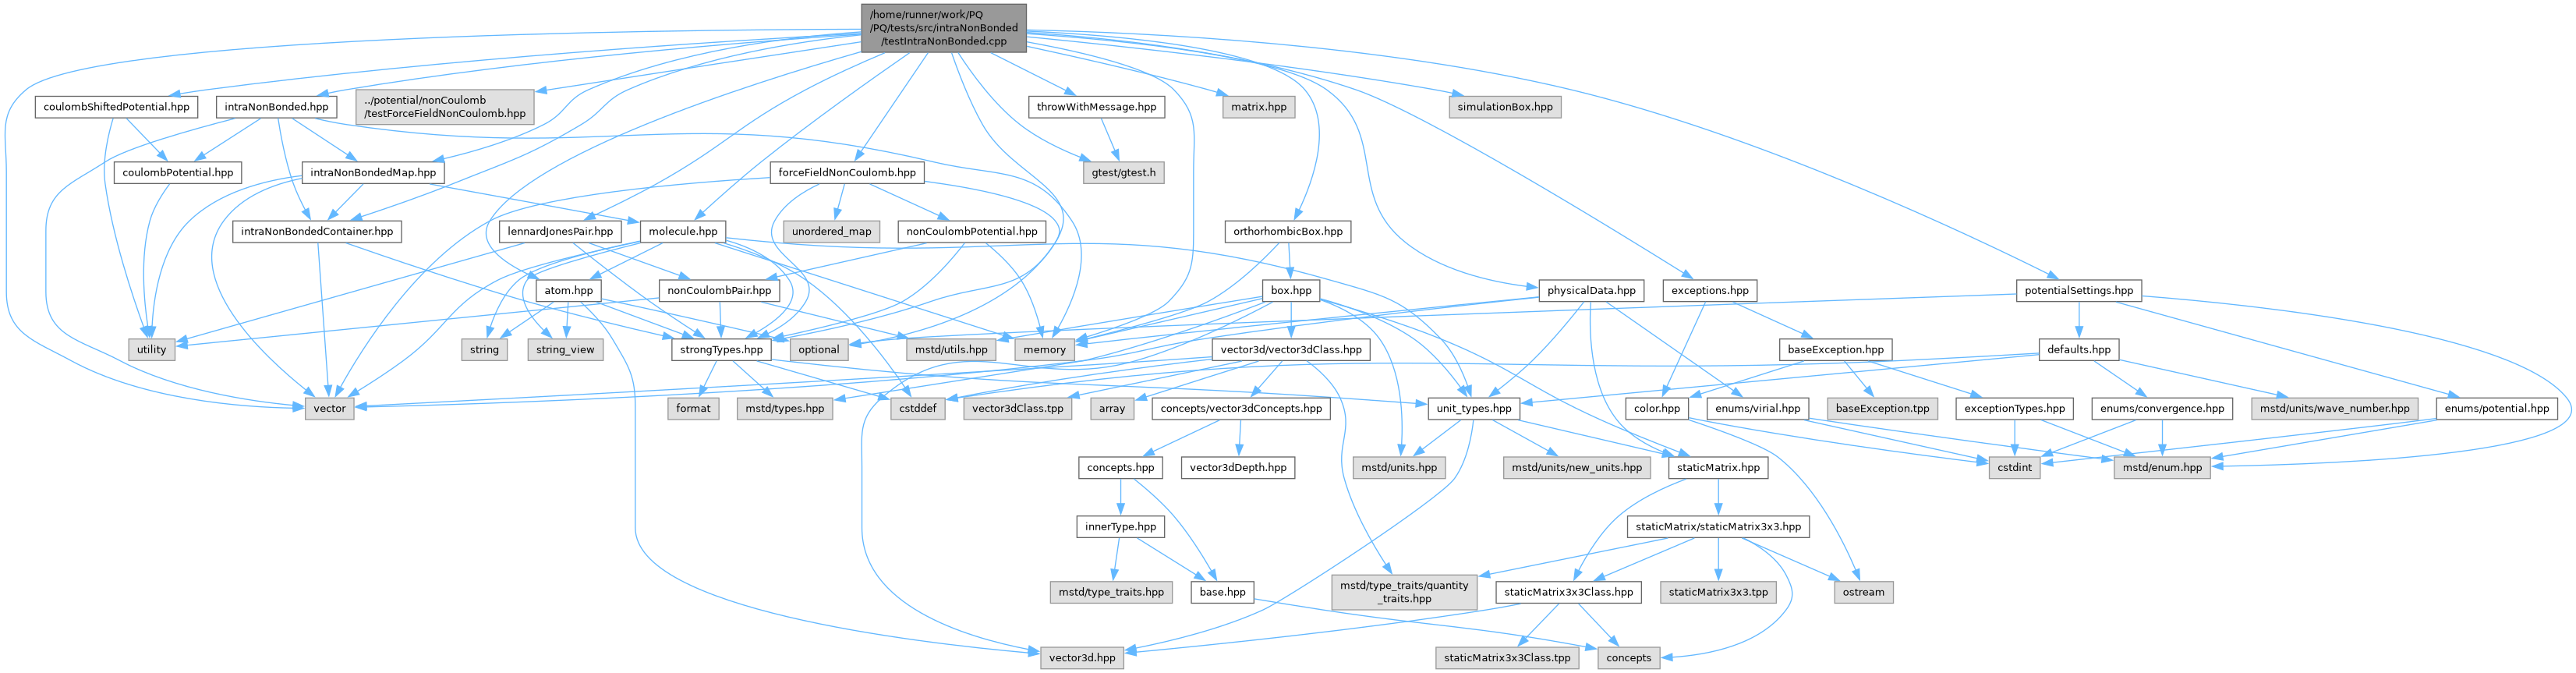 /home/runner/work/PQ
/PQ/tests/src/intraNonBonded
/testIntraNonBonded.cpp
coulombShiftedPotential.hpp
intraNonBonded.hpp
../potential/nonCoulomb
/testForceFieldNonCoulomb.hpp
throwWithMessage.hpp
matrix.hpp
simulationBox.hpp
coulombPotential.hpp
intraNonBondedMap.hpp
forceFieldNonCoulomb.hpp
gtest/gtest.h
intraNonBondedContainer.hpp
lennardJonesPair.hpp
molecule.hpp
unordered_map
nonCoulombPotential.hpp
orthorhombicBox.hpp
atom.hpp
nonCoulombPair.hpp
box.hpp
physicalData.hpp
exceptions.hpp
potentialSettings.hpp
utility
string
string_view
strongTypes.hpp
optional
mstd/utils.hpp
memory
vector3d/vector3dClass.hpp
baseException.hpp
defaults.hpp
vector
format
mstd/types.hpp
cstddef
vector3dClass.tpp
array
concepts/vector3dConcepts.hpp
unit_types.hpp
color.hpp
enums/virial.hpp
baseException.tpp
exceptionTypes.hpp
enums/convergence.hpp
mstd/units/wave_number.hpp
enums/potential.hpp
concepts.hpp
vector3dDepth.hpp
mstd/units.hpp
mstd/units/new_units.hpp
staticMatrix.hpp
cstdint
mstd/enum.hpp
innerType.hpp
staticMatrix/staticMatrix3x3.hpp
mstd/type_traits.hpp
base.hpp
mstd/type_traits/quantity
_traits.hpp
staticMatrix3x3Class.hpp
staticMatrix3x3.tpp
ostream
vector3d.hpp
staticMatrix3x3Class.tpp
concepts